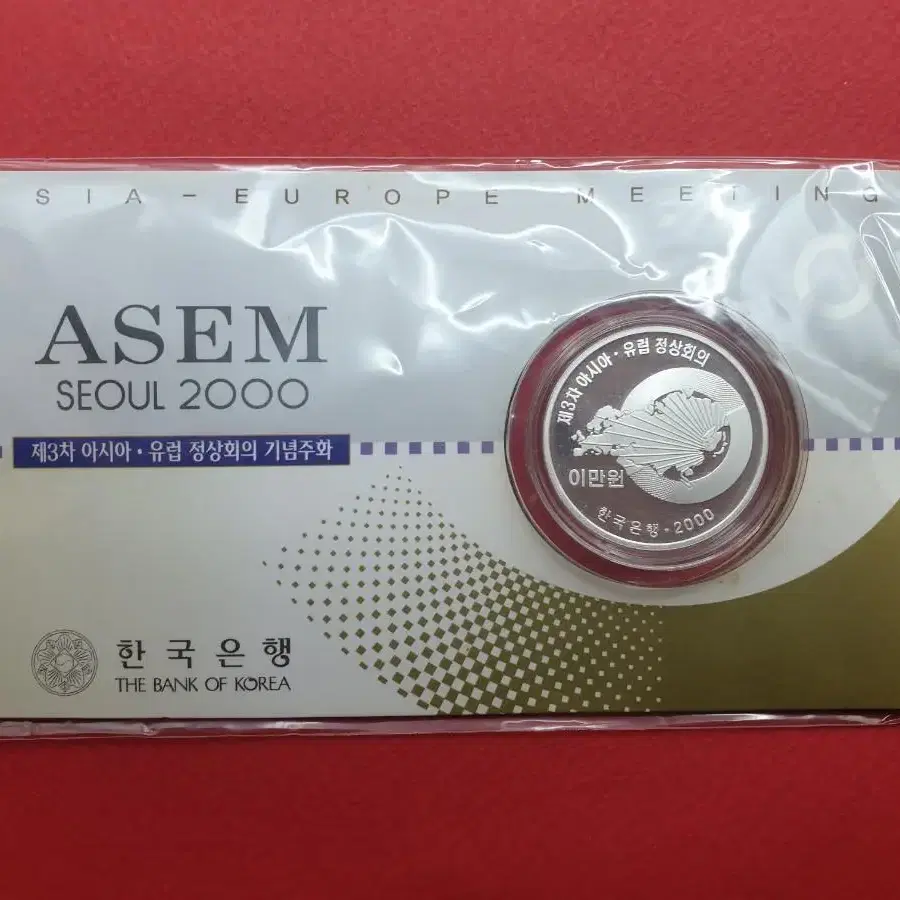 SIA - EUROPE MEETING
ASEM
SEOUL 2000
제3차 아시아·유럽 정상회의 기념주화
제3차 아시아·유럽 정상회의
이만원
한국은행·2000
한국은행
THE BANK OF KOREA